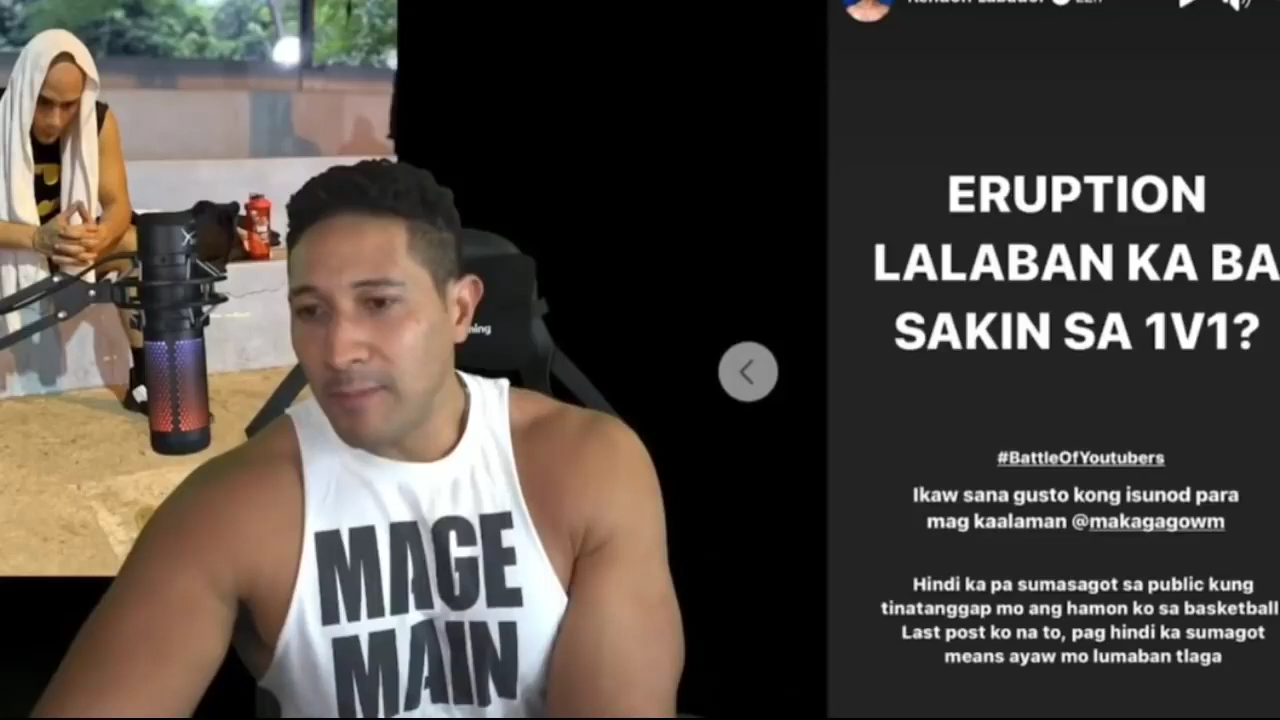 ERUPTION
LALABAN KA BA
SAKIN SA 1V1?
#BattleOfYoutubers
Ikaw sana gusto kong isunod para
mag kaalaman @makagagowm
Hindi ka pa sumasagot sa public kung
tinatanggap mo ang hamon ko sa basketball
Last post ko na to, pag hindi ka sumagot
means ayaw mo lumaban tlaga
MAGE
MAIN